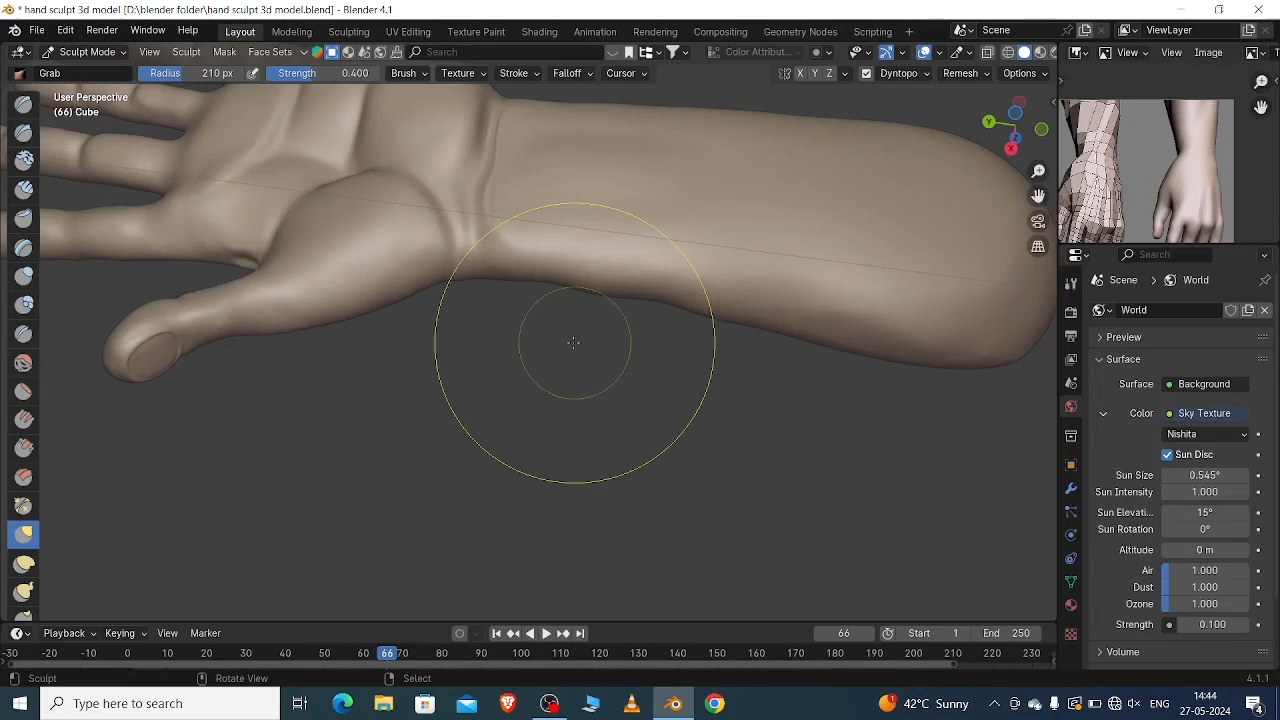 * hand sculpt 3d model [D:\blender folder\hand sculpt 3d model.blend] - Blender 4.1
File Edit Render Window Help Layout Modeling Sculpting UV Editing Texture Paint Shading Animation Rendering Compositing Geometry Nodes Scripting + Scene ViewLayer
Sculpt Mode View Sculpt Mask Face Sets Search Color Attribut... View View Image
Grab Radius 210 px Strength 0.400 Brush Texture Stroke Falloff Cursor X Y Z Dyntopo Remesh Options
User Perspective
(66) Cube
Y
Z
X
Search
Scene > World
World
Preview
Surface
Surface Background
Color Sky Texture
Nishita
Sun Disc
Sun Size 0.545°
Sun Intensity 1.000
Sun Elevati... 15°
Sun Rotation 0°
Altitude 0 m
Air 1.000
Dust 1.000
Ozone 1.000
Strength 0.100
Volume
Playback Keying View Marker 66 Start 1 End 250
-30 -20 -10 0 10 20 30 40 50 66 70 80 90 100 110 120 130 140 150 160 170 180 190 200 210 220 230
Sculpt Rotate View Select 4.1.1
Type here to search
1 42°C Sunny ENG 14:44 27-05-2024 4